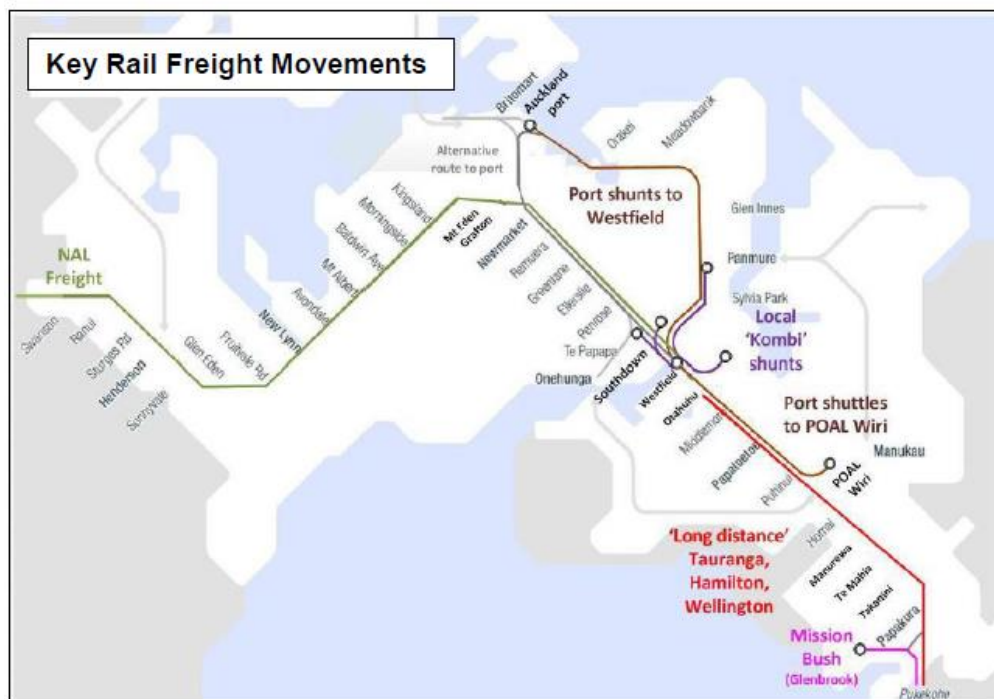 Key Rail Freight Movements
Britomart
Auckland
port
Orakei
Meadowbank
Alternative
route to port
Port shunts to
Westfield
Glen Innes
Panmure
Sylvia Park
Local
'Kombi'
shunts
NAL
Freight
Swanson
Ranui
Sturges Rd
Henderson
Sunnyvale
Glen Eden
Fruitvale Rd
New Lynn
Avondale
Mt Albert
Baldwin Ave
Morningside
Kingsland
Mt Eden
Grafton
Newmarket
Remuera
Greenlane
Ellerslie
Penrose
Te Papapa
Onehunga
Southdown
Westfield
Otahuhu
Middlemore
Papatoetoe
Puhinui
Port shuttles
to POAL Wiri
Manukau
POAL
Wiri
Homai
'Long distance'
Tauranga,
Hamilton,
Wellington
Manurewa
Te Mahia
Takanini
Papakura
Mission
Bush
(Glenbrook)
Pukekohe